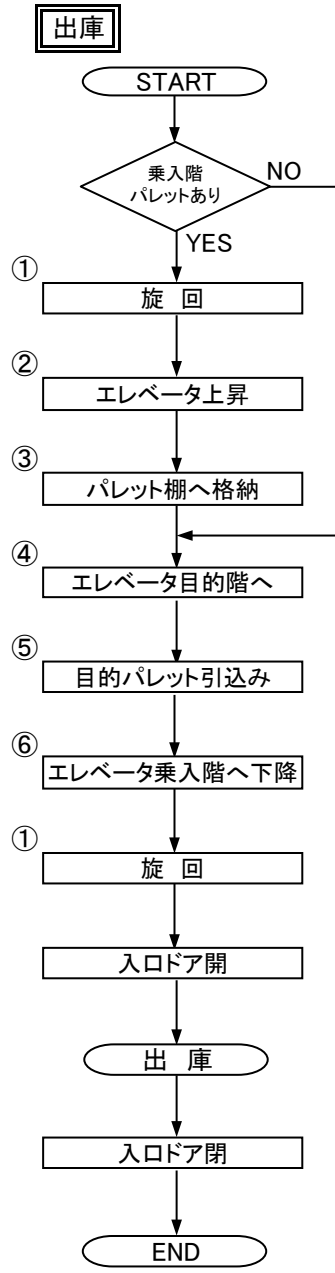 出庫
START
乗入階
パレットあり
NO
YES
①
旋 回
②
エレベータ上昇
③
パレット棚へ格納
④
エレベータ目的階へ
⑤
目的パレット引込み
⑥
エレベータ乗入階へ下降
①
旋 回
入口ドア開
出 庫
入口ドア閉
END